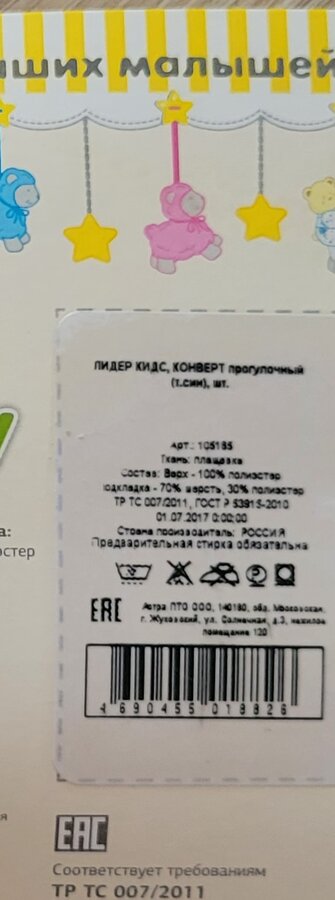 ших малышей
ЛИДЕР КИДС, КОНВЕРТ прогулочный
(т.син), шт.
арт.: 105185
Ткань: плащевка
Состав: Верх - 100% полиэстер
подкладка - 70% шерсть, 30% полиэстер
ТР ТС 007/2011, ГОСТ Р 53915-2010
01.07.2017 0:00:00
Страна производитель: РОССИЯ
Предварительная стирка обязательна
ЕАС
Астра ПТО ООО, 140180, обл. Московская,
г. Жуковский, ул. Солнечная, д.3, нежилое
помещение 120
4 690455 018826
ЕАС
Соответствует требованиям
ТР ТС 007/2011